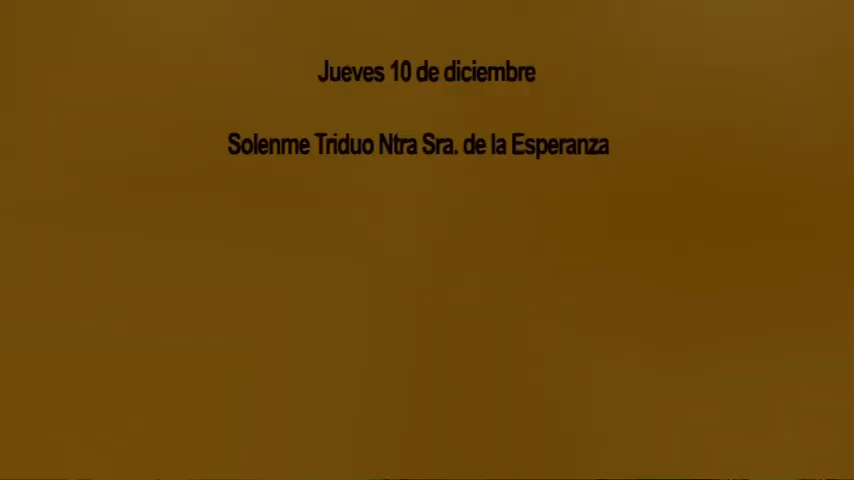 Jueves 10 de diciembre
Solenme Triduo Ntra Sra. de la Esperanza